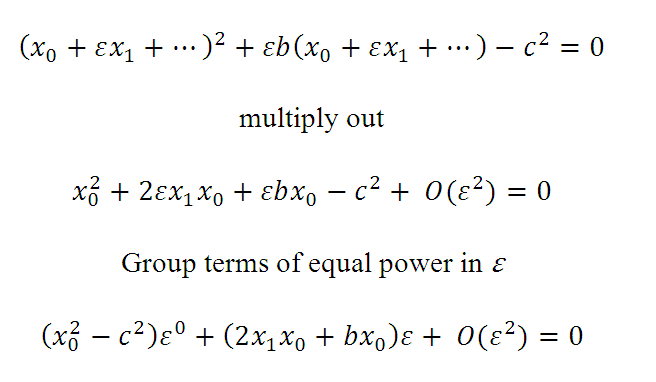 (𝑥₀ + 𝜀𝑥₁ + ⋯ )² + 𝜀𝑏(𝑥₀ + 𝜀𝑥₁ + ⋯ ) − 𝑐² = 0
multiply out
𝑥₀² + 2𝜀𝑥₁𝑥₀ + 𝜀𝑏𝑥₀ − 𝑐² + 𝑂(𝜀²) = 0
Group terms of equal power in 𝜀
(𝑥₀² − 𝑐²)𝜀⁰ + (2𝑥₁𝑥₀ + 𝑏𝑥₀)𝜀 + 𝑂(𝜀²) = 0